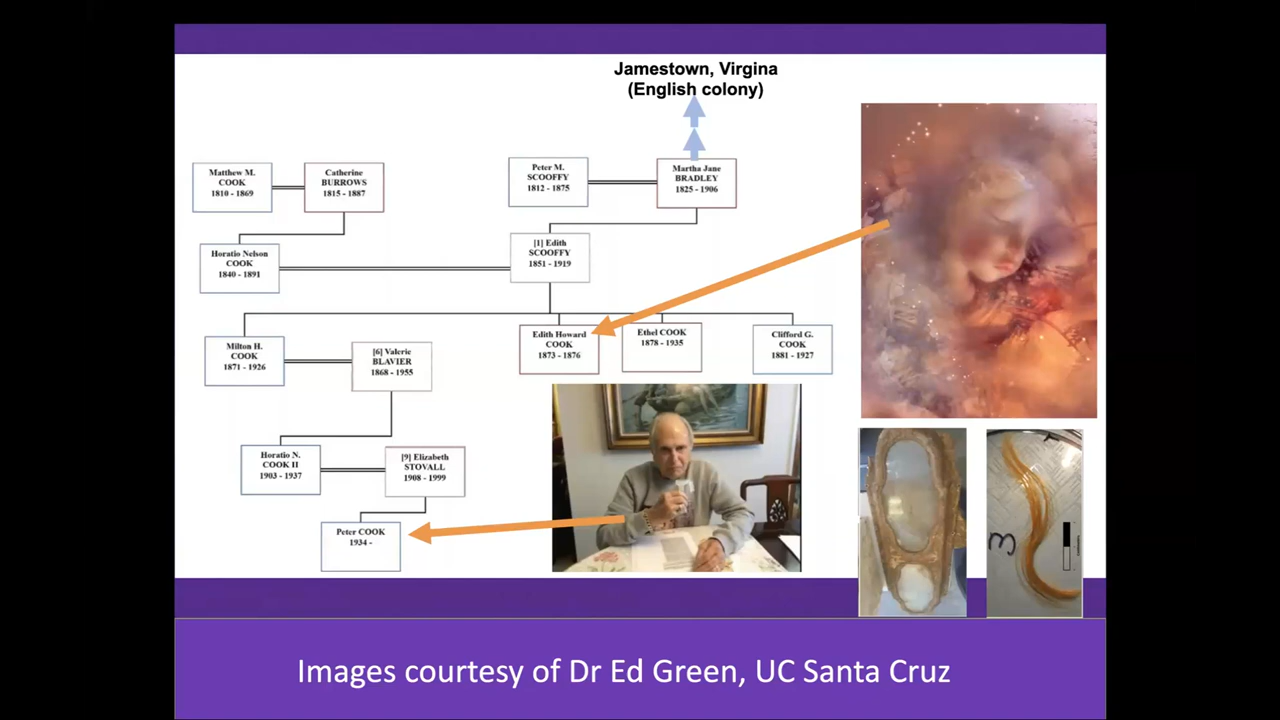 Jamestown, Virgina
(English colony)
Matthew M.
COOK
1810 - 1869
Catherine
BURROWS
1815 - 1887
Peter M.
SCOOFFY
1812 - 1875
Martha Jane
BRADLEY
1825 - 1906
Horatio Nelson
COOK
1840 - 1891
[1] Edith
SCOOFFY
1851 - 1919
Milton H.
COOK
1871 - 1926
[6] Valerie
BLAVIER
1868 - 1955
Edith Howard
COOK
1873 - 1876
Ethel COOK
1878 - 1935
Clifford G.
COOK
1881 - 1927
Horatio N.
COOK II
1903 - 1937
[9] Elizabeth
STOVALL
1908 - 1999
Peter COOK
1934 -
3
Images courtesy of Dr Ed Green, UC Santa Cruz